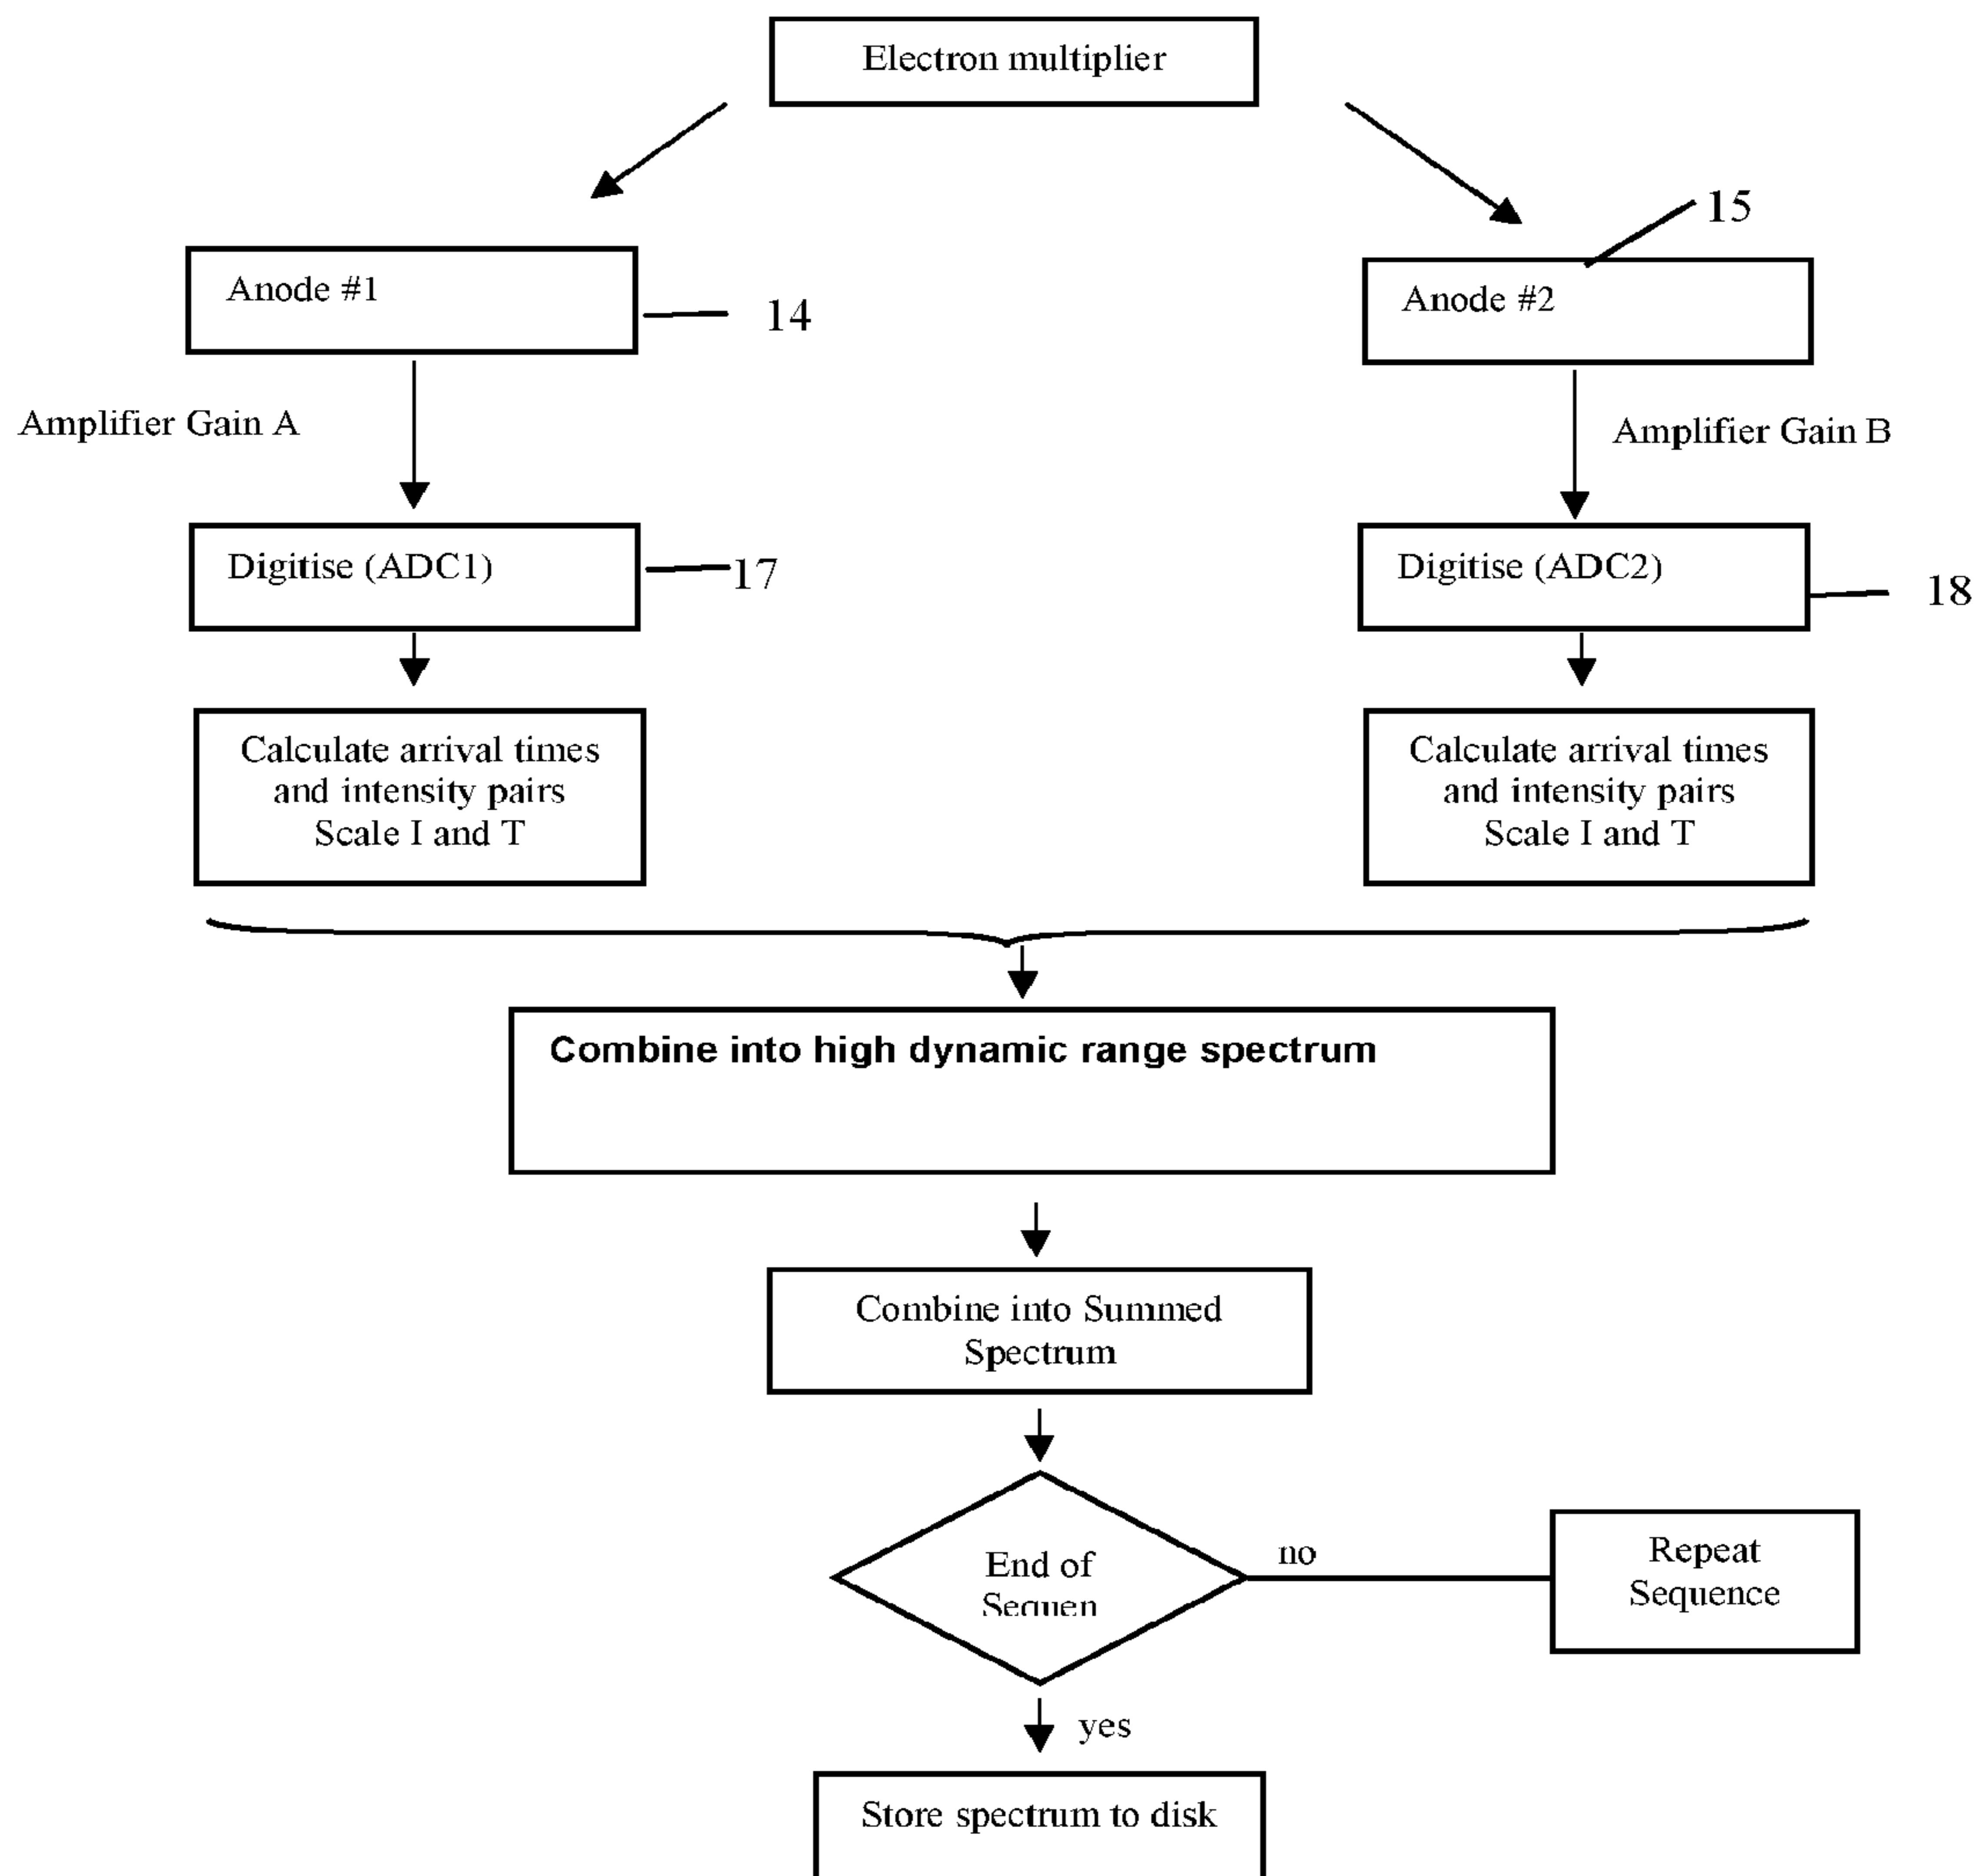 Electron multiplier
15
Anode #1
14
Anode #2
Amplifier Gain A
Amplifier Gain B
Digitise (ADC1)
17
Digitise (ADC2)
18
Calculate arrival times
and intensity pairs
Scale I and T
Calculate arrival times
and intensity pairs
Scale I and T
Combine into high dynamic range spectrum
Combine into Summed
Spectrum
End of
Sequen
no
Repeat
Sequence
yes
Store spectrum to disk